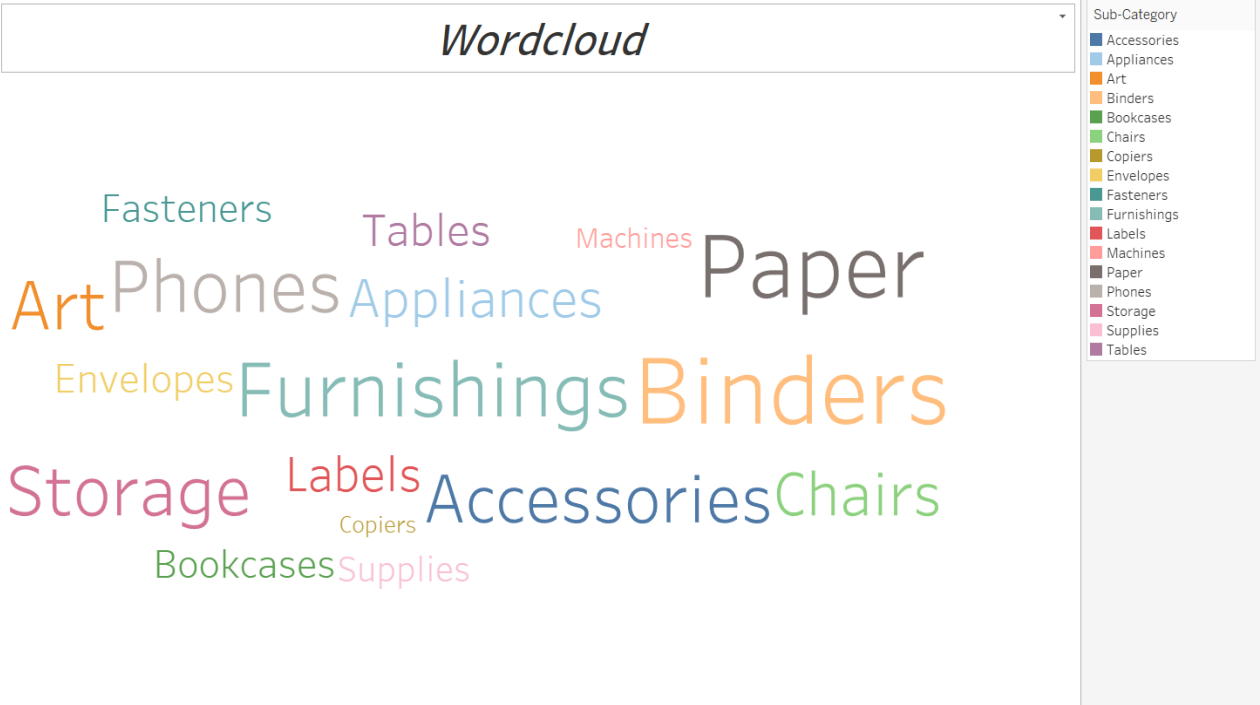 Wordcloud
Fasteners
Tables
Machines
Paper
Phones
Appliances
Art
Envelopes
Furnishings
Binders
Storage
Labels
Accessories
Chairs
Copiers
Bookcases
Supplies
Sub-Category
Accessories
Appliances
Art
Binders
Bookcases
Chairs
Copiers
Envelopes
Fasteners
Furnishings
Labels
Machines
Paper
Phones
Storage
Supplies
Tables